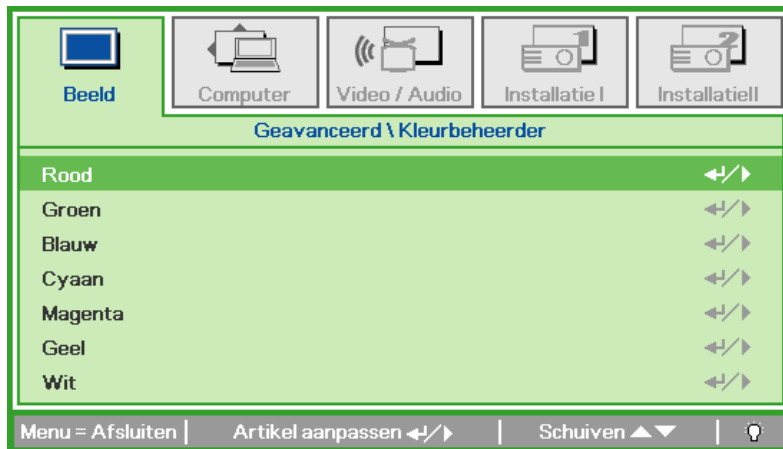 Beeld Computer Video / Audio Installatie I InstallatieII
Geavanceerd \ Kleurbeheerder
Rood
Groen
Blauw
Cyaan
Magenta
Geel
Wit
Menu = Afsluiten Artikel aanpassen Schuiven